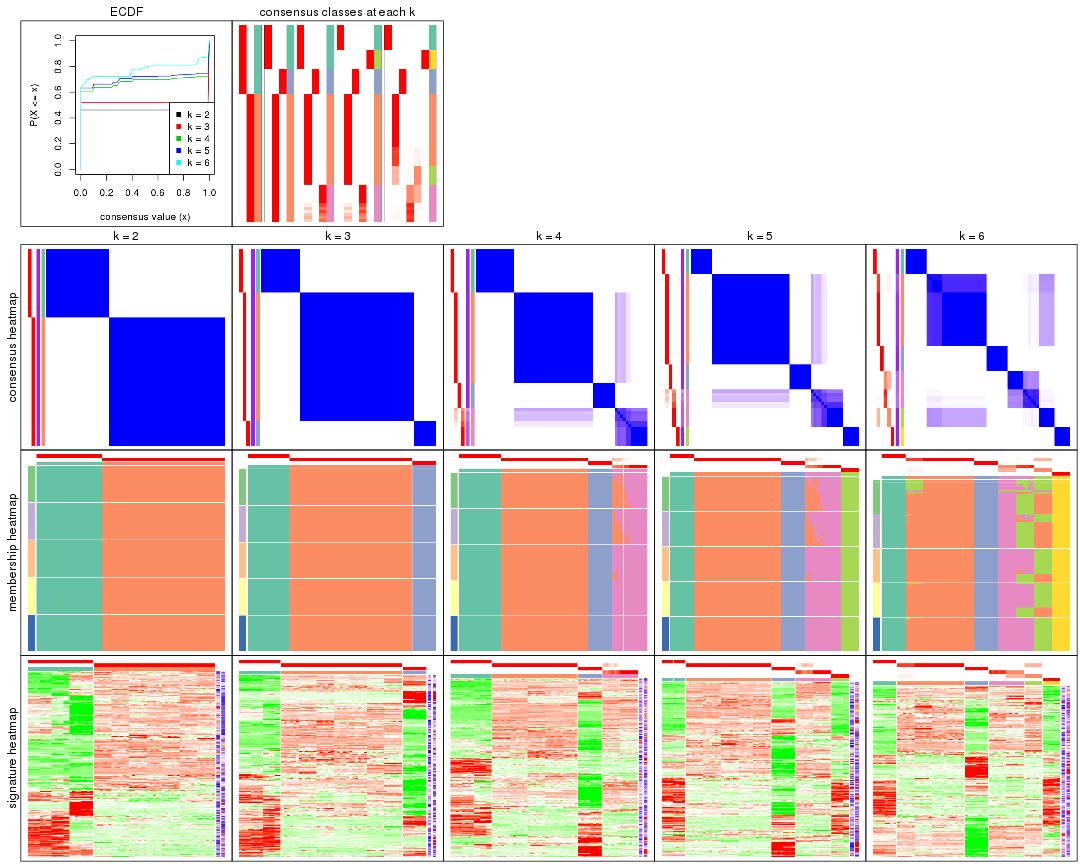 ECDF
consensus classes at each k
P(X <= x)
1.0
0.8
0.6
0.4
0.2
0.0
k = 2
k = 3
k = 4
k = 5
k = 6
0.0 0.2 0.4 0.6 0.8 1.0
consensus value (x)
k = 2 k = 3 k = 4 k = 5 k = 6
consensus heatmap
membership heatmap
signature heatmap